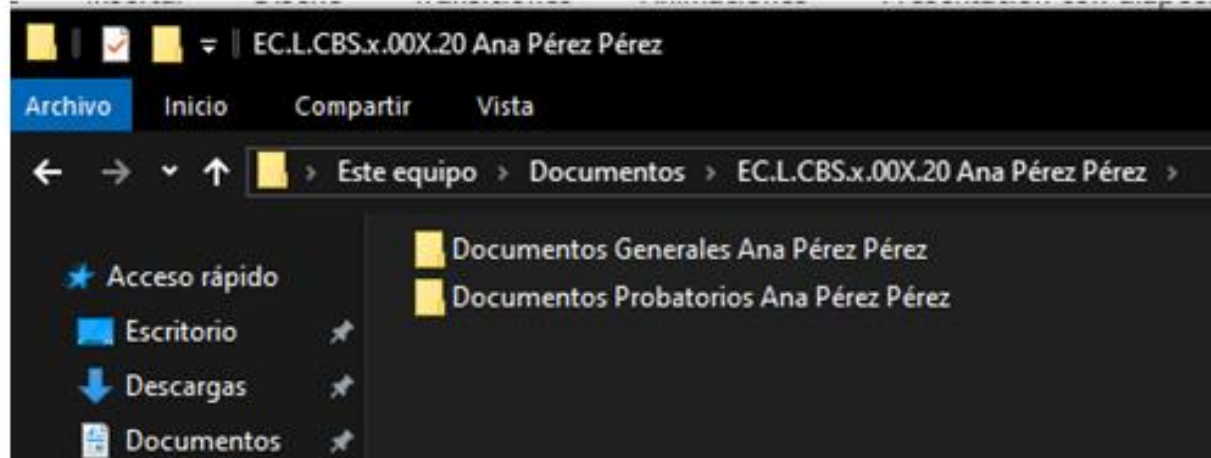 EC.L.CBS.x.00X.20 Ana Pérez Pérez
Archivo Inicio Compartir Vista
Este equipo > Documentos > EC.L.CBS.x.00X.20 Ana Pérez Pérez >
Documentos Generales Ana Pérez Pérez
Documentos Probatorios Ana Pérez Pérez
Acceso rápido
Escritorio
Descargas
Documentos